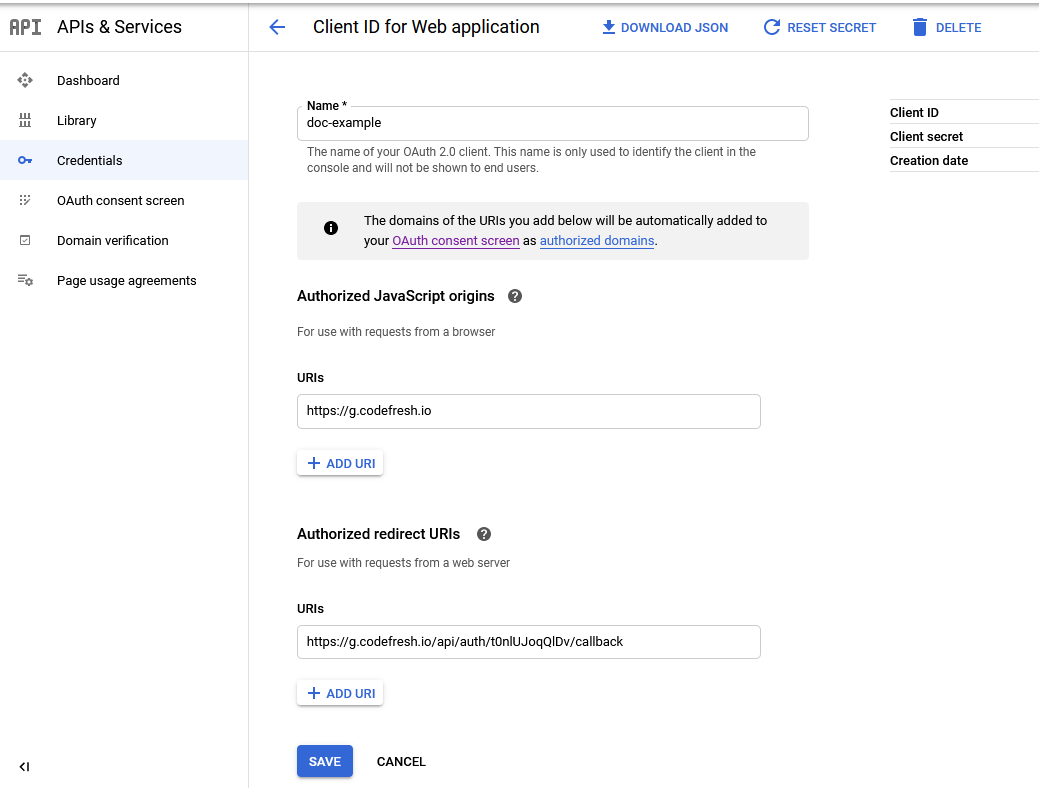 API APIs & Services
Client ID for Web application
DOWNLOAD JSON
RESET SECRET
DELETE
Dashboard
Library
Credentials
OAuth consent screen
Domain verification
Page usage agreements
Name *
doc-example
The name of your OAuth 2.0 client. This name is only used to identify the client in the
console and will not be shown to end users.
The domains of the URIs you add below will be automatically added to
your OAuth consent screen as authorized domains.
Authorized JavaScript origins
For use with requests from a browser
URIs
https://g.codefresh.io
ADD URI
Authorized redirect URIs
For use with requests from a web server
URIs
https://g.codefresh.io/api/auth/t0nlUJoqQlDv/callback
ADD URI
SAVE
CANCEL
Client ID
Client secret
Creation date